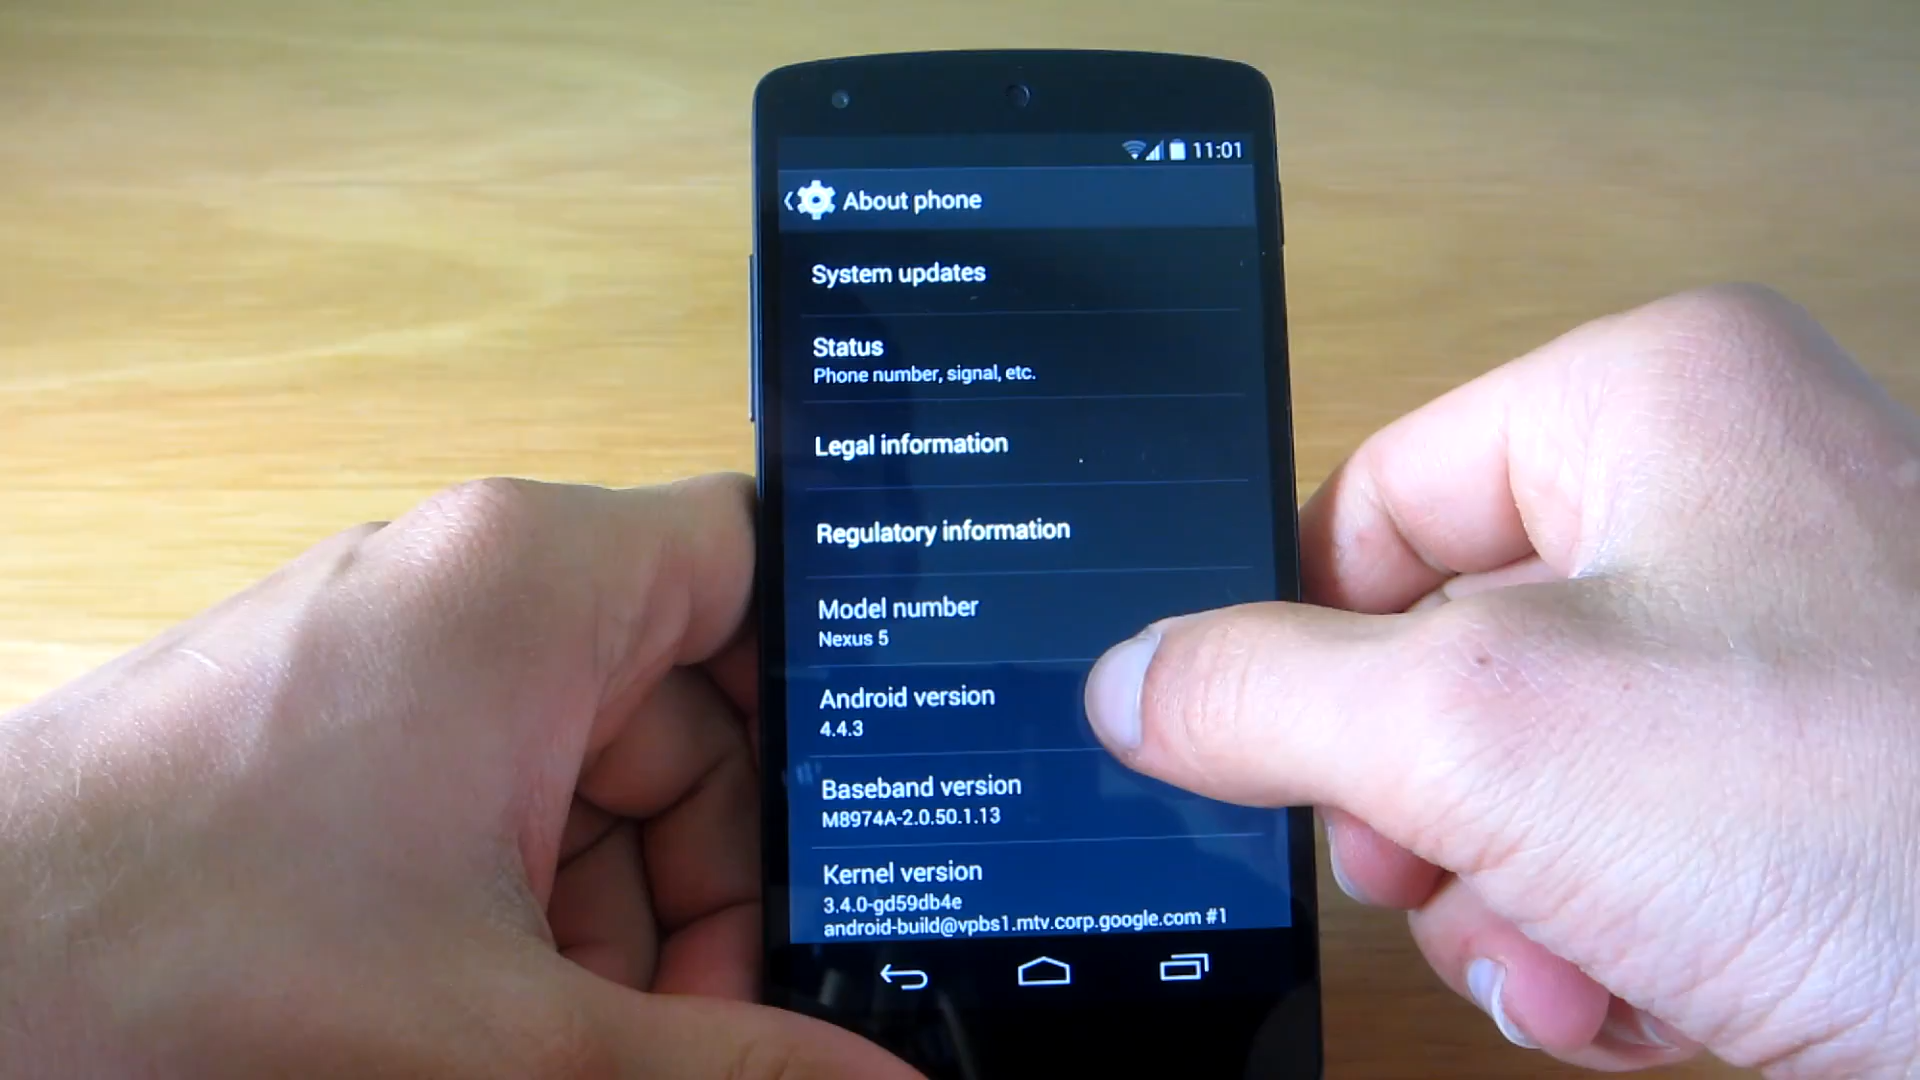 11:01
About phone
System updates
Status
Phone number, signal, etc.
Legal information
Regulatory information
Model number
Nexus 5
Android version
4.4.3
Baseband version
M8974A-2.0.50.1.13
Kernel version
3.4.0-gd59db4e
android-build@vpbs1.mtv.corp.google.com #1